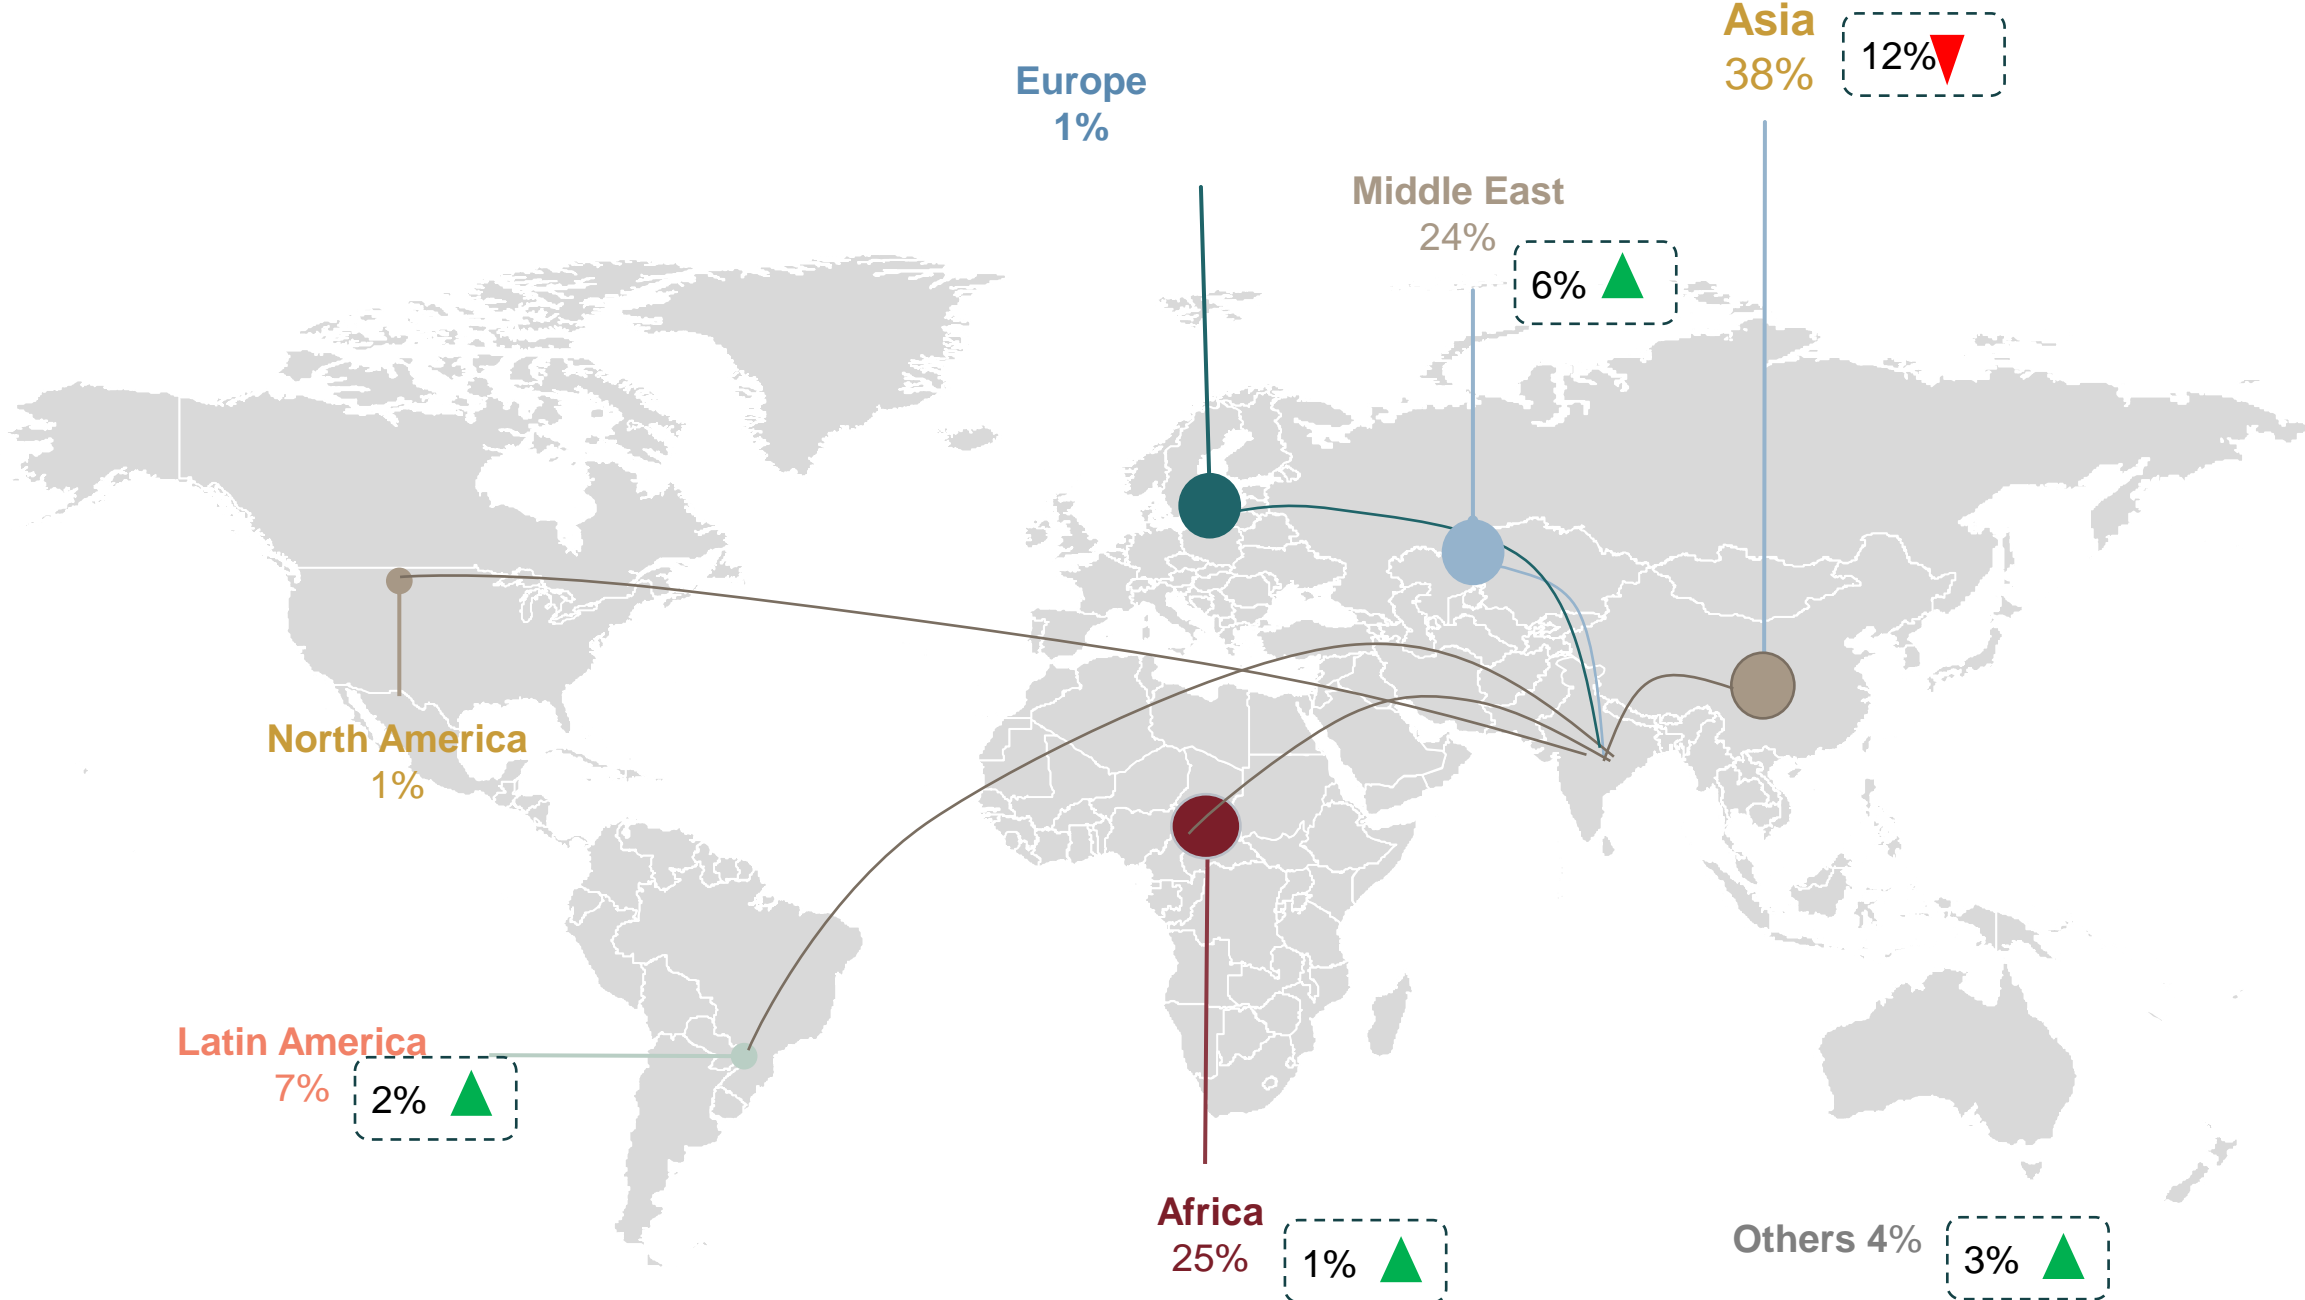 Asia
38%
12%
Europe
1%
Middle East
24%
6%
North America
1%
Latin America
7%
2%
Africa
25%
1%
Others 4%
3%